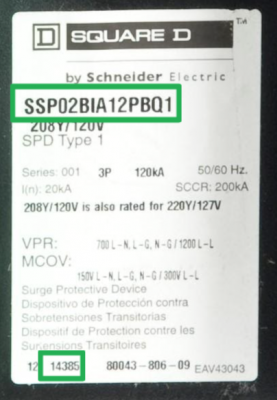 D SQUARE D
™
by Schneider Electric
SSP02BIA12PBQ1
208Y/120V
SPD Type 1
Series: 001 3P 120kA 50/60 Hz.
I(n): 20kA SCCR: 200kA
208Y/120V is also rated for 220Y/127V
VPR: 700 L-N, L-G, N-G / 1200 L-L
MCOV:
150V L-N, L-G, N-G / 300V L-L
Surge Protective Device
Dispositivo de Protección contra
Sobretensiones Transitorias
Dispositif de Protection contre les
Surtensions Transitoires
12 14385 80043-806-09 EAV43043